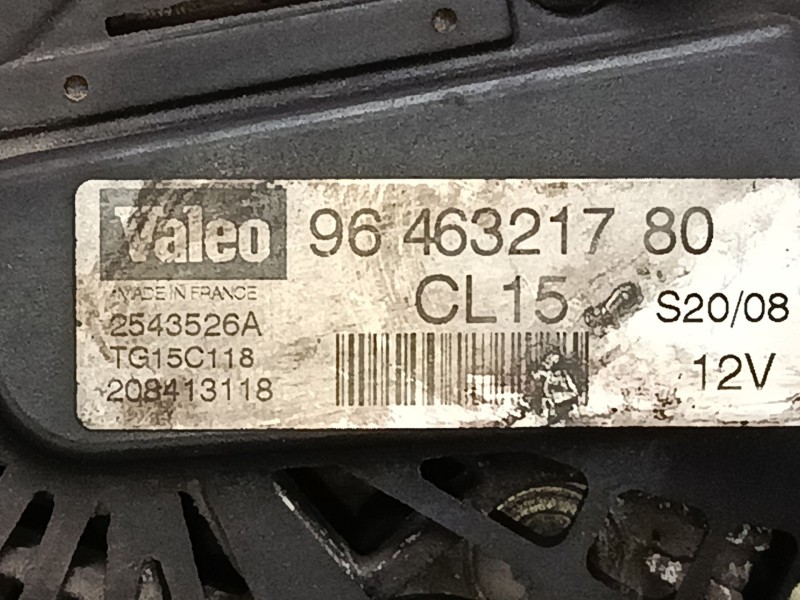 Valeo 96 463217 80
MADE IN FRANCE CL15 S20/08
2543526A
TG15C118 12V
208413118